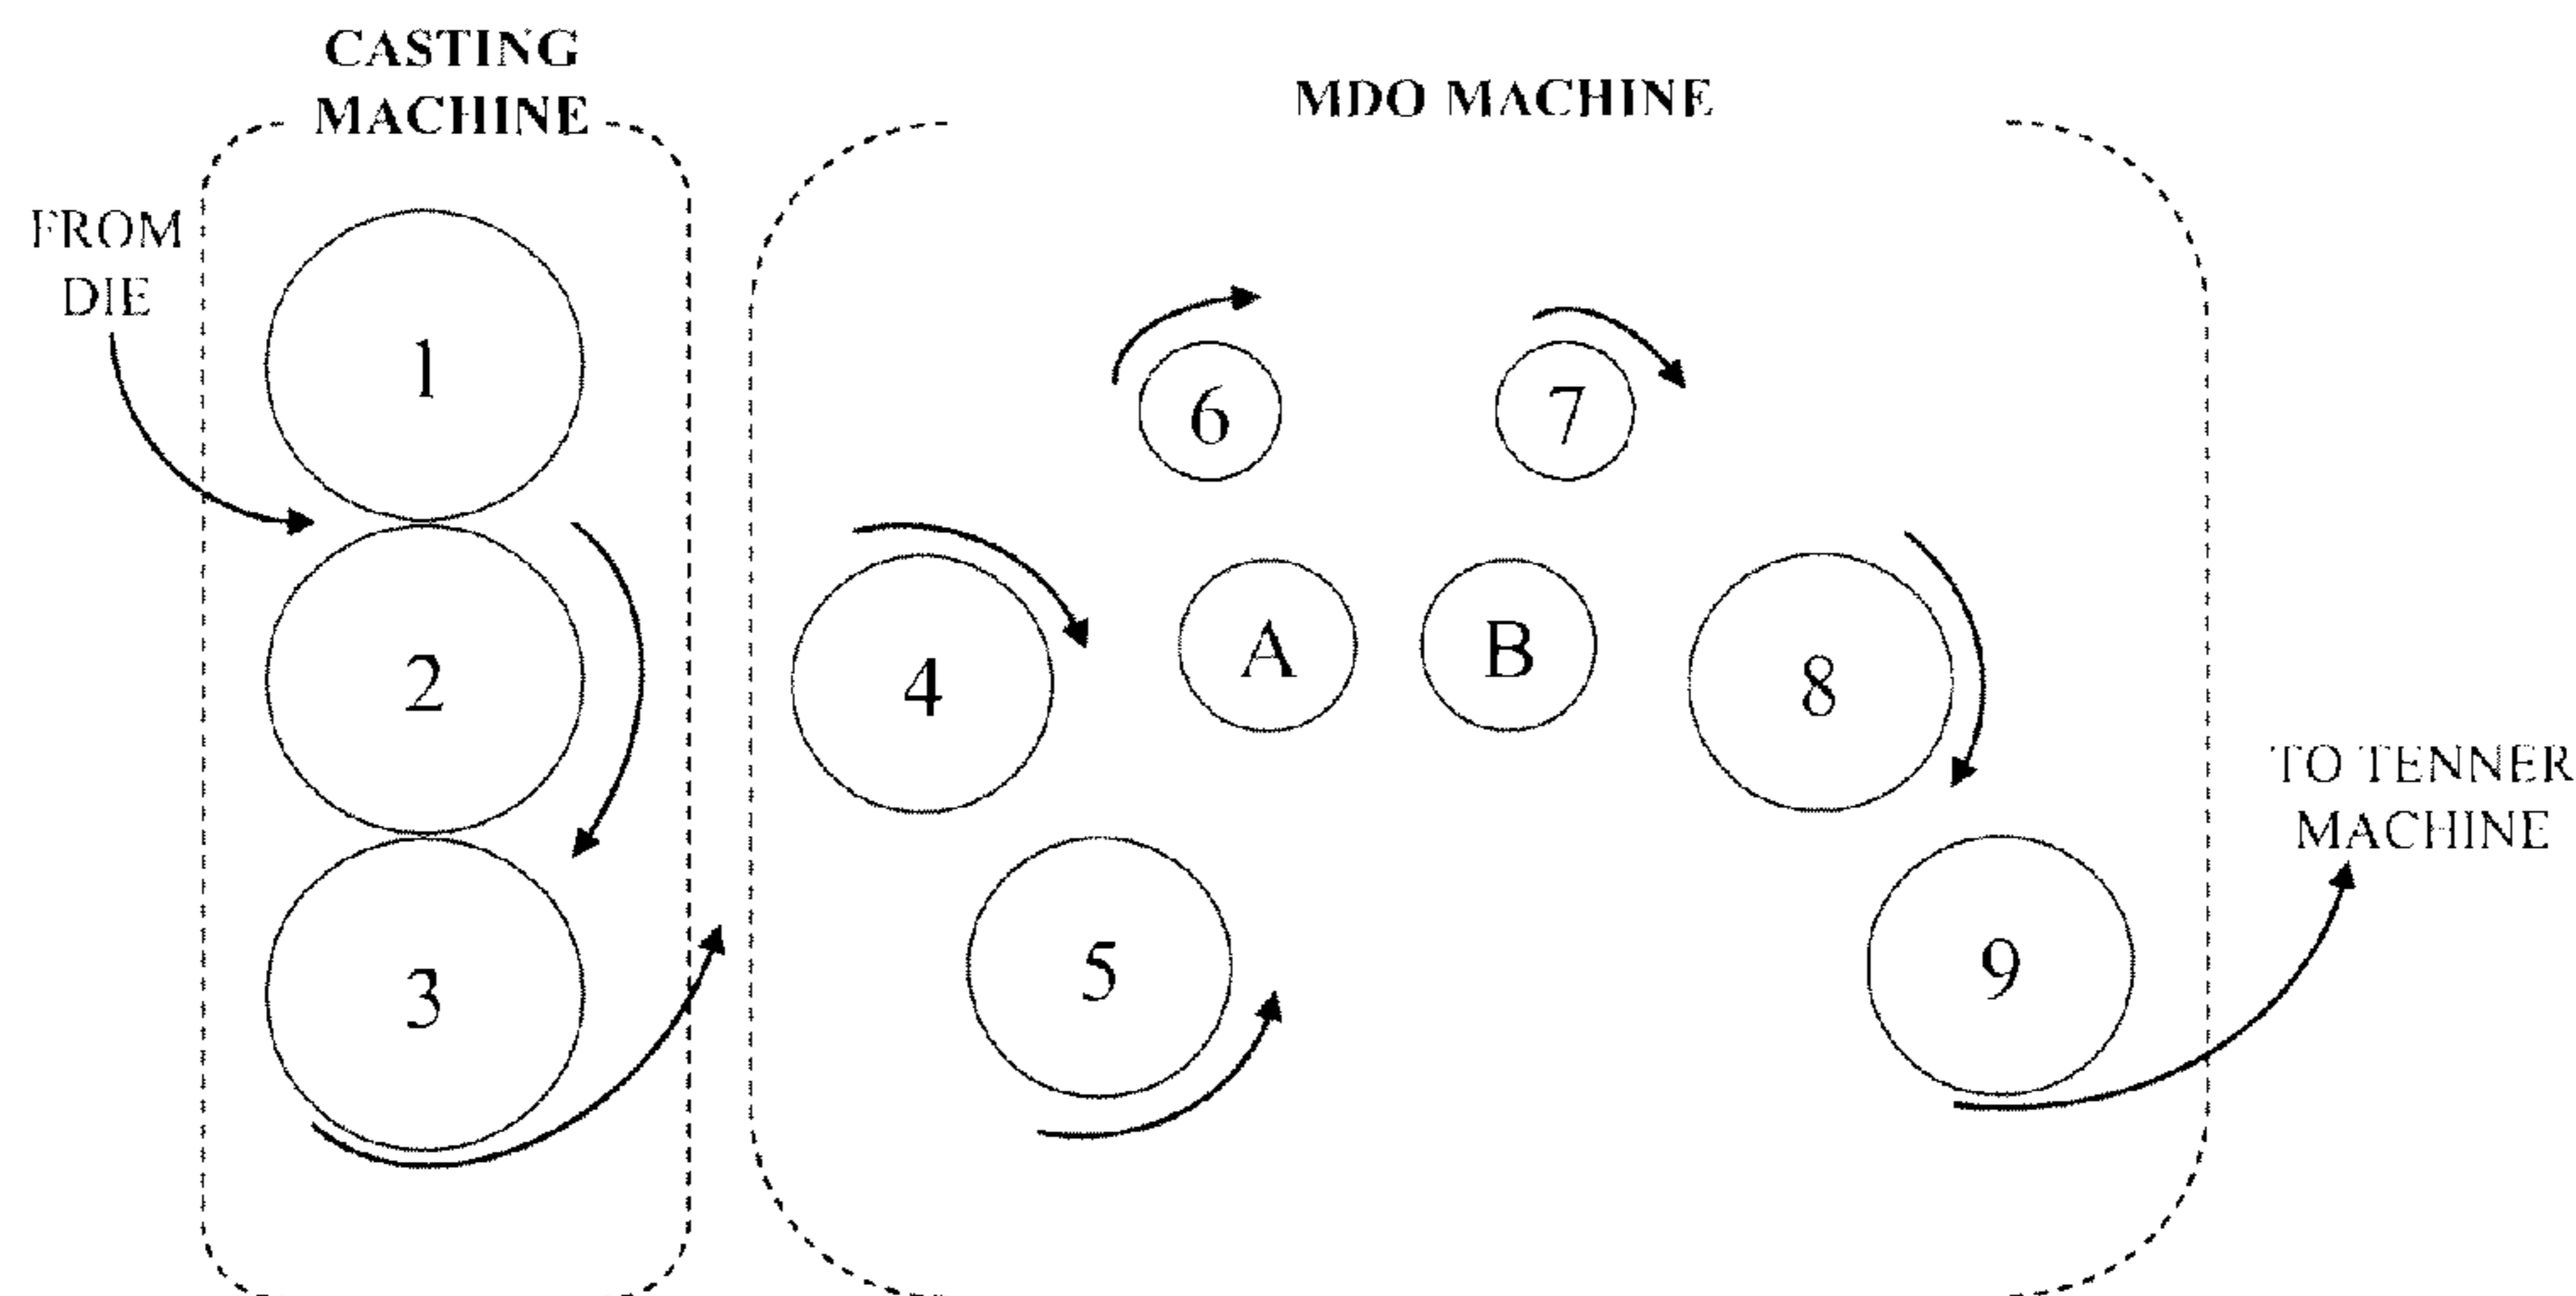 CASTING
MACHINE
MDO MACHINE
FROM
DIE
1
2
3
4
5
6
7
A
B
8
9
TO TENNER
MACHINE